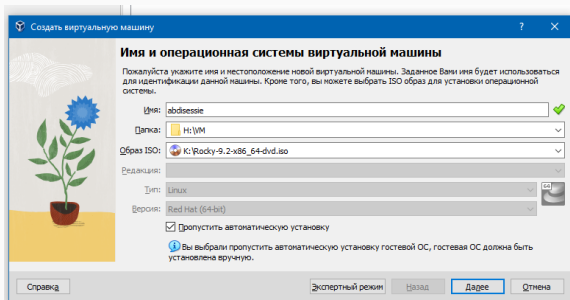 Создать виртуальную машину
Имя и операционная системы виртуальной машины
Пожалуйста укажите имя и местоположение новой виртуальной машины. Заданное Вами имя будет использоваться
для идентификации данной машины. Кроме того, вы можете выбрать ISO образ для установки операционной
системы.
Имя: abdisessie
Папка: H:\VM
Образ ISO: K:\Rocky-9.2-x86_64-dvd.iso
Редакция:
Тип: Linux
64
Версия: Red Hat (64-bit)
Пропустить автоматическую установку
Вы выбрали пропустить автоматическую установку гостевой ОС, гостевая ОС должна быть
установлена вручную.
Справка Экспертный режим Назад Далее Отмена